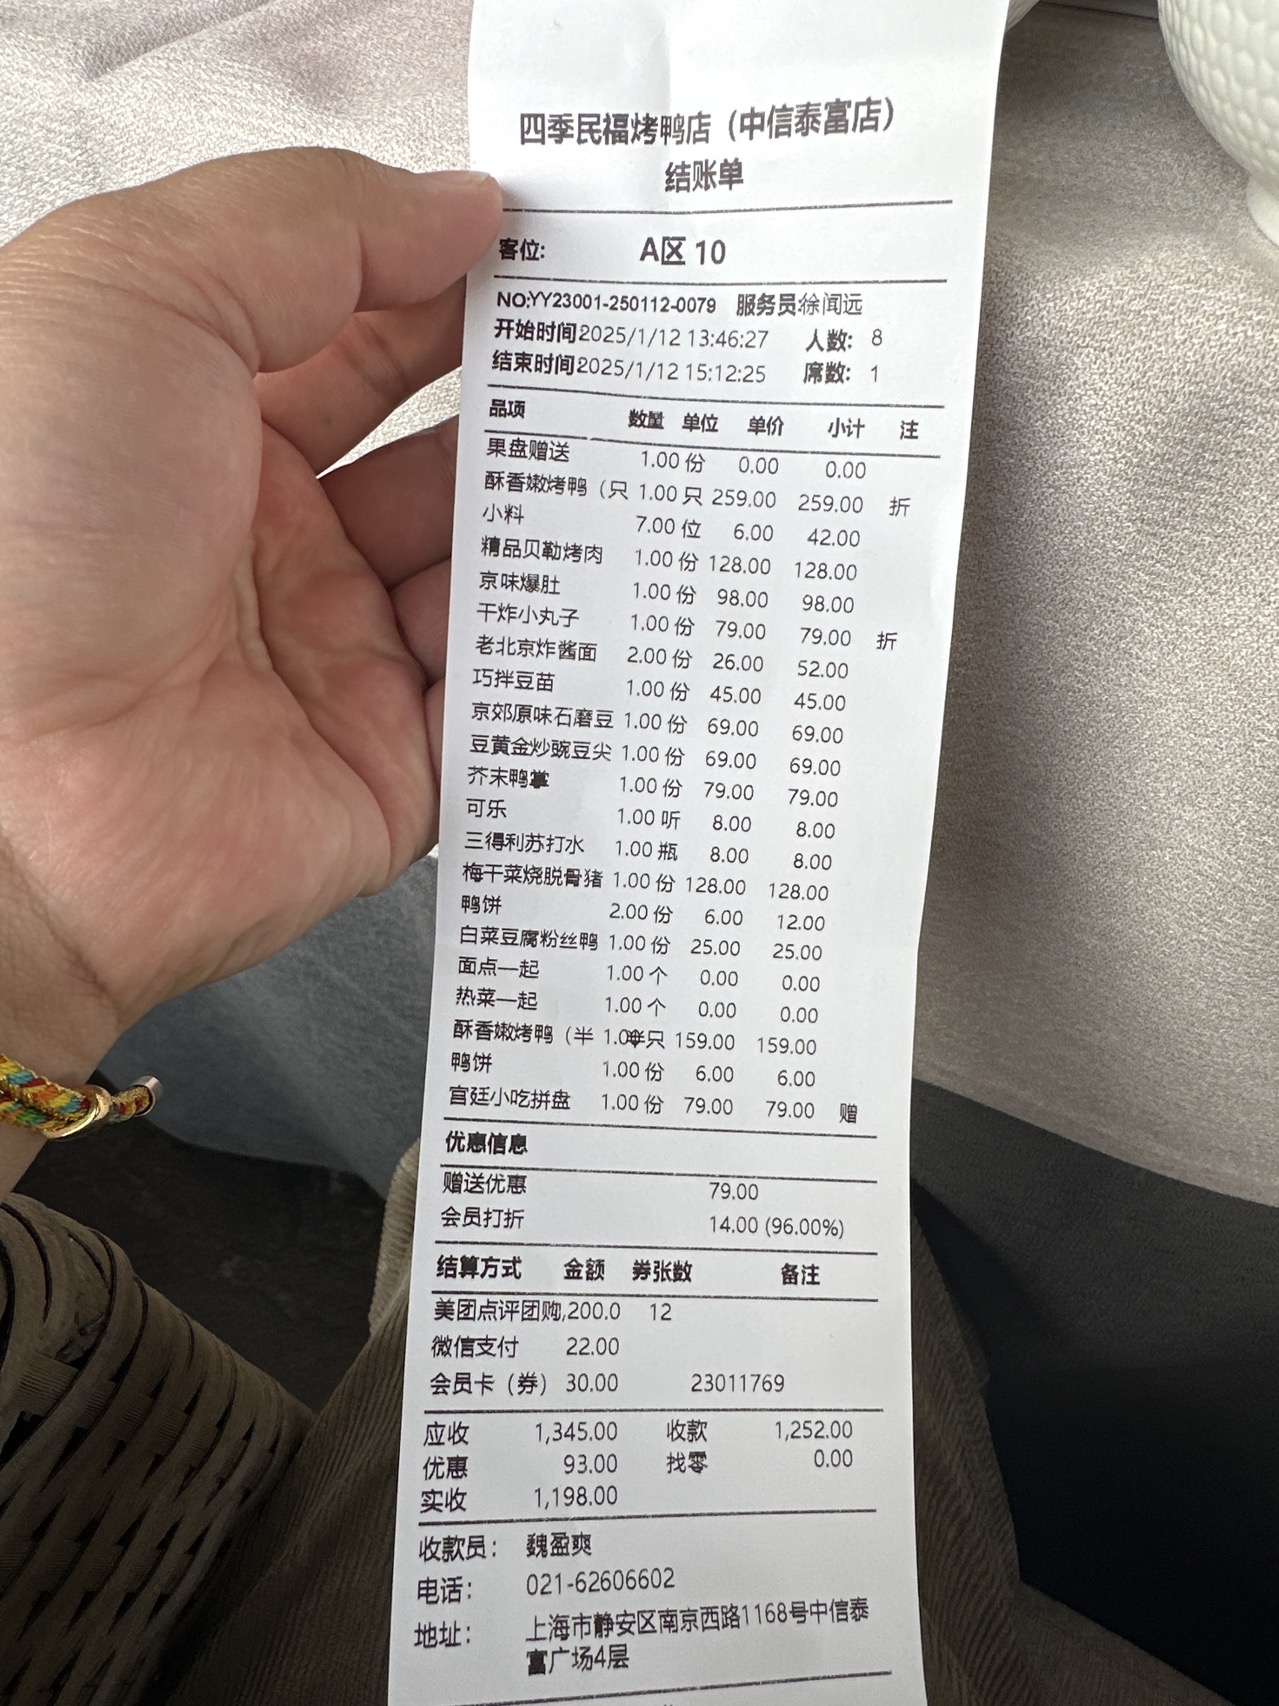 四季民福烤鸭店（中信泰富店）
结账单
客位: A区 10
NO:YY23001-250112-0079 服务员:徐闻远
开始时间2025/1/12 13:46:27 人数: 8
结束时间2025/1/12 15:12:25 席数: 1
品项 数量 单位 单价 小计 注
果盘赠送 1.00 份 0.00 0.00
酥香嫩烤鸭（只 1.00 只 259.00 259.00 折
小料 7.00 位 6.00 42.00
精品贝勒烤肉 1.00 份 128.00 128.00
京味爆肚 1.00 份 98.00 98.00
干炸小丸子 1.00 份 79.00 79.00 折
老北京炸酱面 2.00 份 26.00 52.00
巧拌豆苗 1.00 份 45.00 45.00
京郊原味石磨豆 1.00 份 69.00 69.00
豆黄金炒豌豆尖 1.00 份 69.00 69.00
芥末鸭掌 1.00 份 79.00 79.00
可乐 1.00 听 8.00 8.00
三得利苏打水 1.00 瓶 8.00 8.00
梅干菜烧脱骨猪 1.00 份 128.00 128.00
鸭饼 2.00 份 6.00 12.00
白菜豆腐粉丝鸭 1.00 份 25.00 25.00
面点一起 1.00 个 0.00 0.00
热菜一起 1.00 个 0.00 0.00
酥香嫩烤鸭（半 1.00半只 159.00 159.00
鸭饼 1.00 份 6.00 6.00
宫廷小吃拼盘 1.00 份 79.00 79.00 赠
优惠信息
赠送优惠 79.00
会员打折 14.00 (96.00%)
结算方式 金额 券张数 备注
美团点评团购,200.0 12
微信支付 22.00
会员卡（券） 30.00 23011769
应收 1,345.00 收款 1,252.00
优惠 93.00 找零 0.00
实收 1,198.00
收款员: 魏盈爽
电话: 021-62606602
地址: 上海市静安区南京西路1168号中信泰
富广场4层